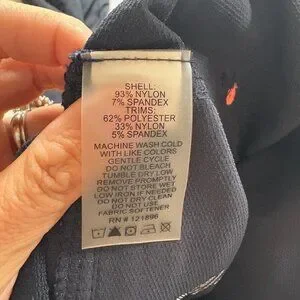 SHELL:
93% NYLON
7% SPANDEX
TRIMS:
62% POLYESTER
33% NYLON
5% SPANDEX
MACHINE WASH COLD
WITH LIKE COLORS
GENTLE CYCLE
DO NOT BLEACH
TUMBLE DRY LOW
REMOVE PROMPTLY
DO NOT STORE WET
LOW IRON IF NEEDED
DO NOT DRY CLEAN
DO NOT USE
FABRIC SOFTENER
RN # 121896